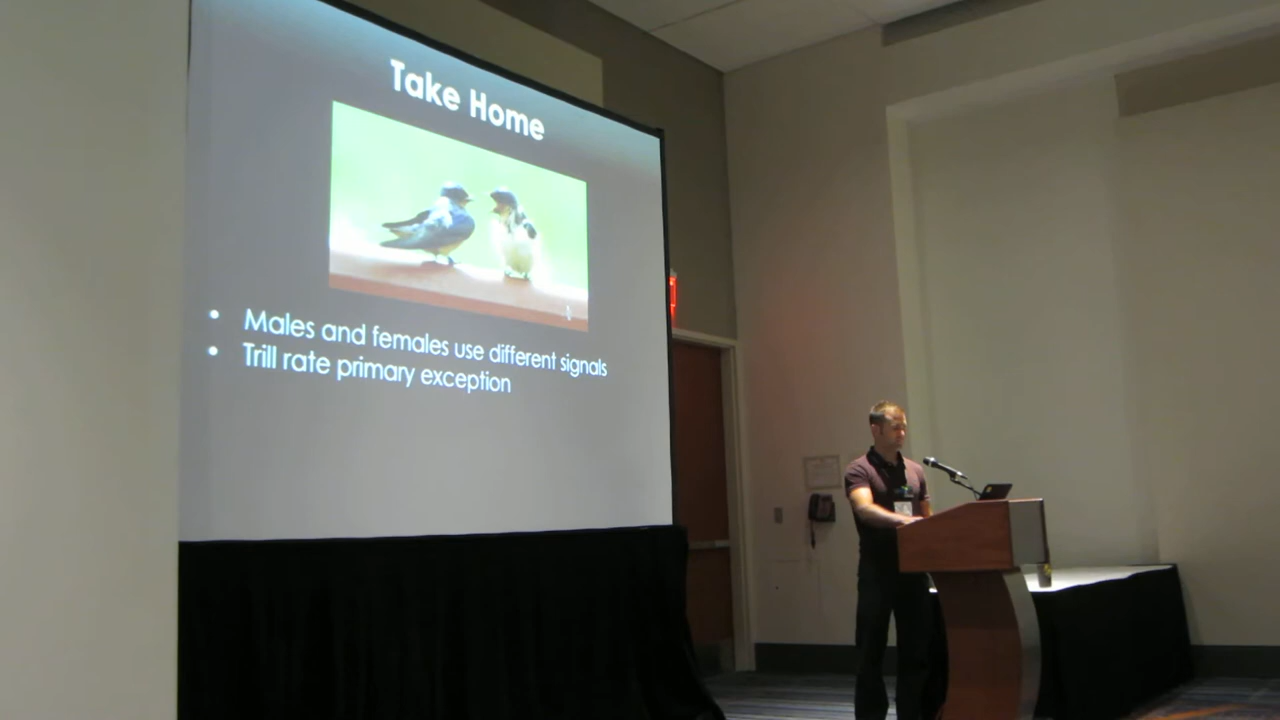 Take Home
• Males and females use different signals
• Trill rate primary exception